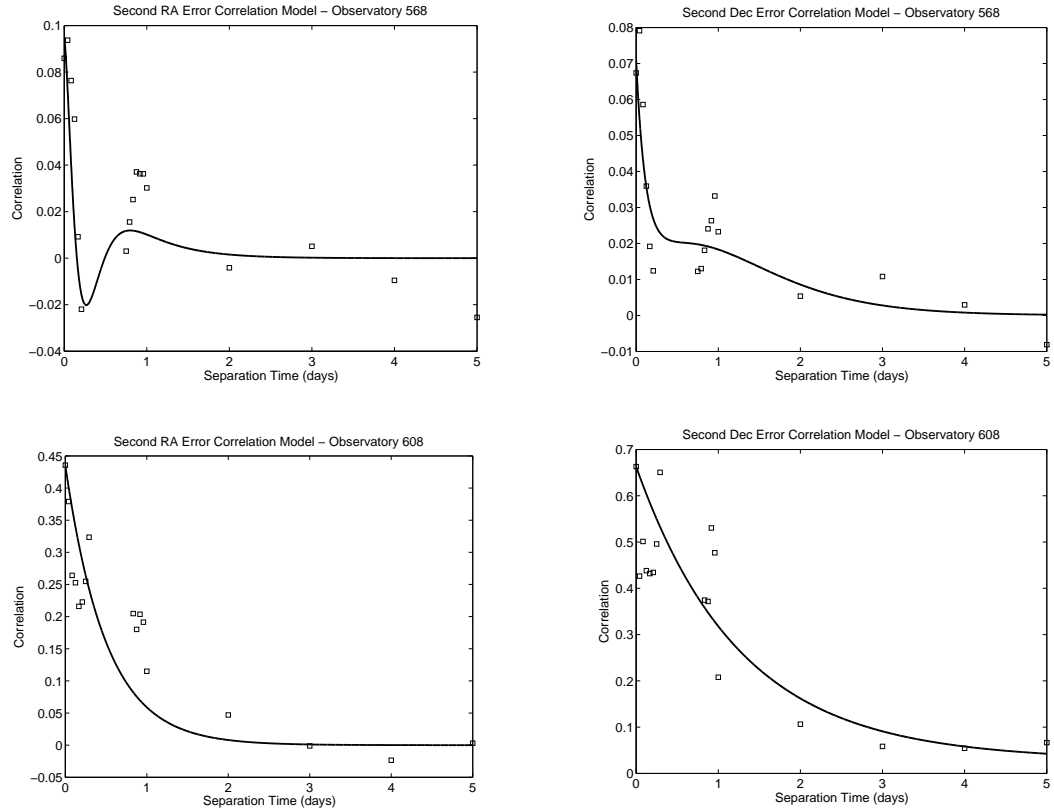 Second RA Error Correlation Model – Observatory 568
0.1
0.08
0.06
0.04
0.02
0
−0.02
−0.04
Correlation
0 1 2 3 4 5
Separation Time (days)
Second Dec Error Correlation Model – Observatory 568
0.08
0.07
0.06
0.05
0.04
0.03
0.02
0.01
0
−0.01
Correlation
0 1 2 3 4 5
Separation Time (days)
Second RA Error Correlation Model – Observatory 608
0.45
0.4
0.35
0.3
0.25
0.2
0.15
0.1
0.05
0
−0.05
Correlation
0 1 2 3 4 5
Separation Time (days)
Second Dec Error Correlation Model – Observatory 608
0.7
0.6
0.5
0.4
0.3
0.2
0.1
0
Correlation
0 1 2 3 4 5
Separation Time (days)